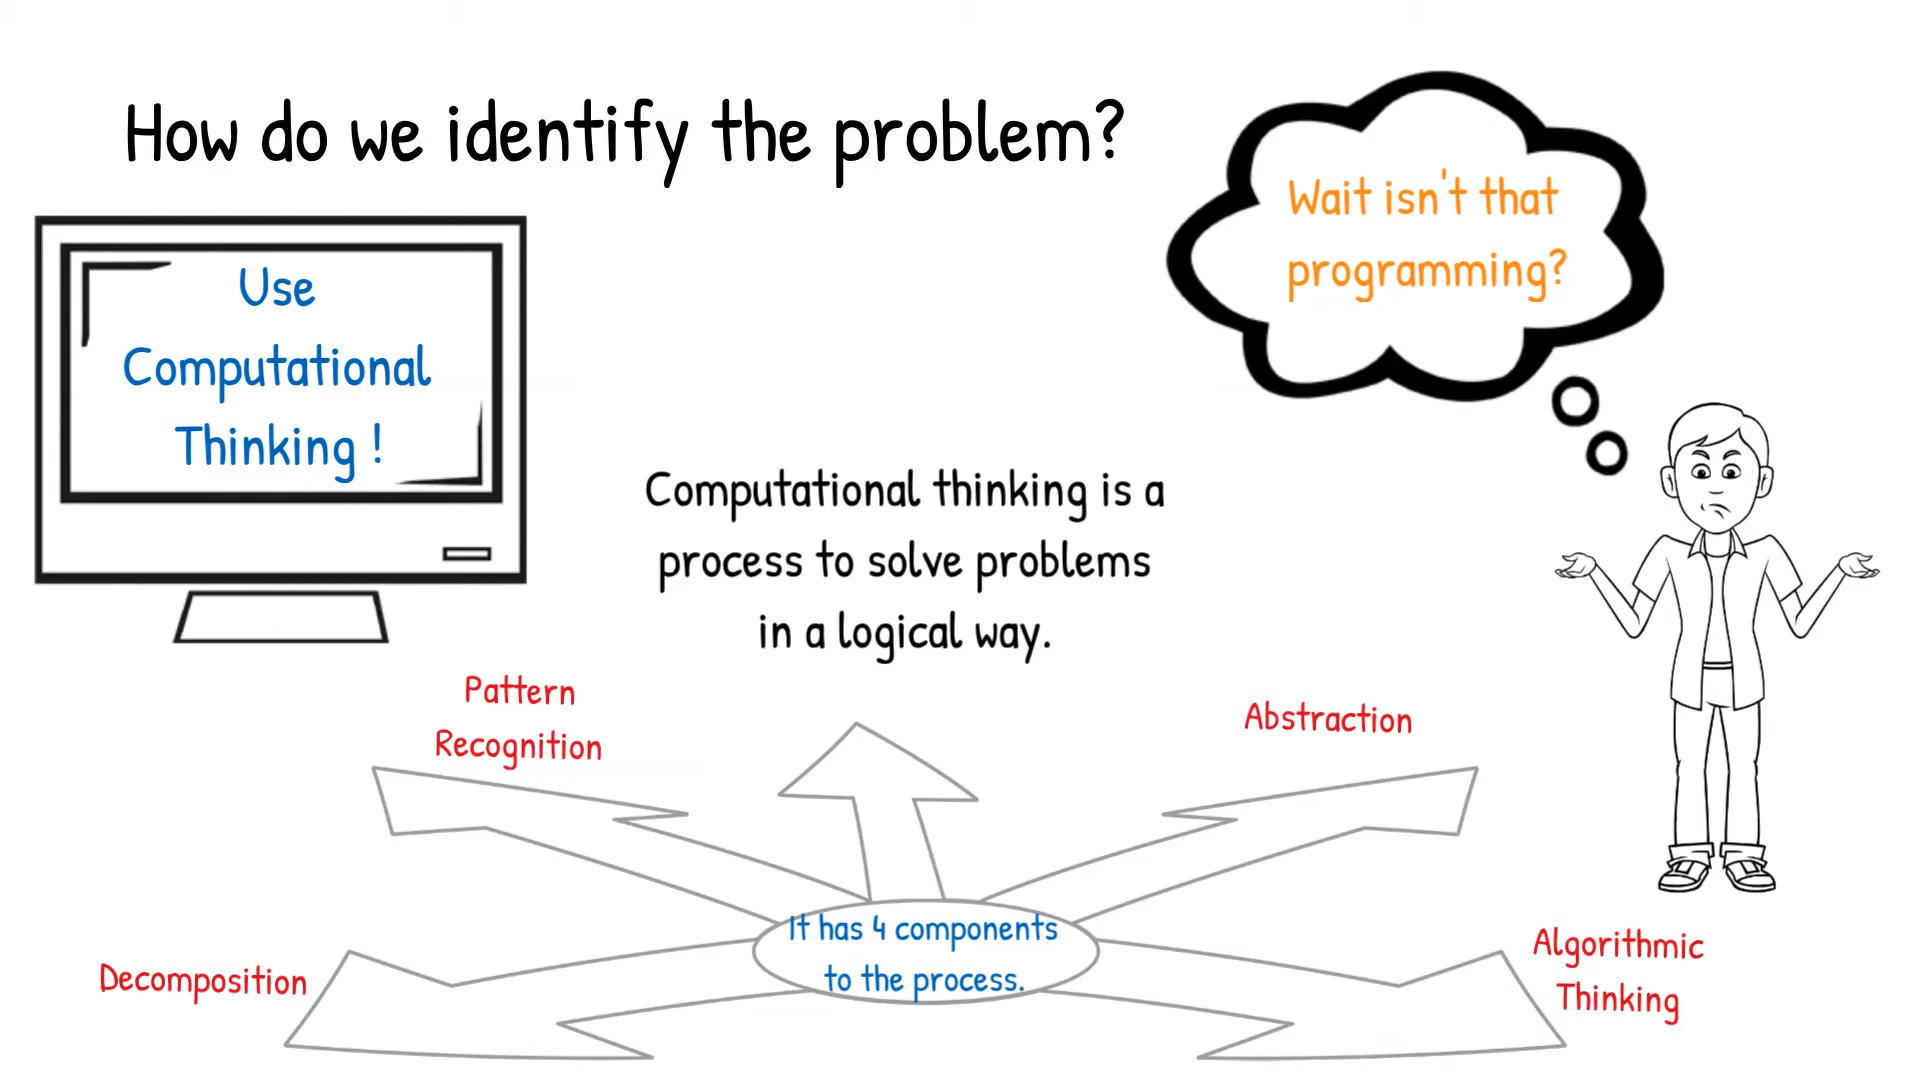 How do we identify the problem?
Wait isn't that
programming?
Use
Computational
Thinking !
Computational thinking is a
process to solve problems
in a logical way.
Pattern
Recognition
Abstraction
It has 4 components
to the process.
Decomposition
Algorithmic
Thinking